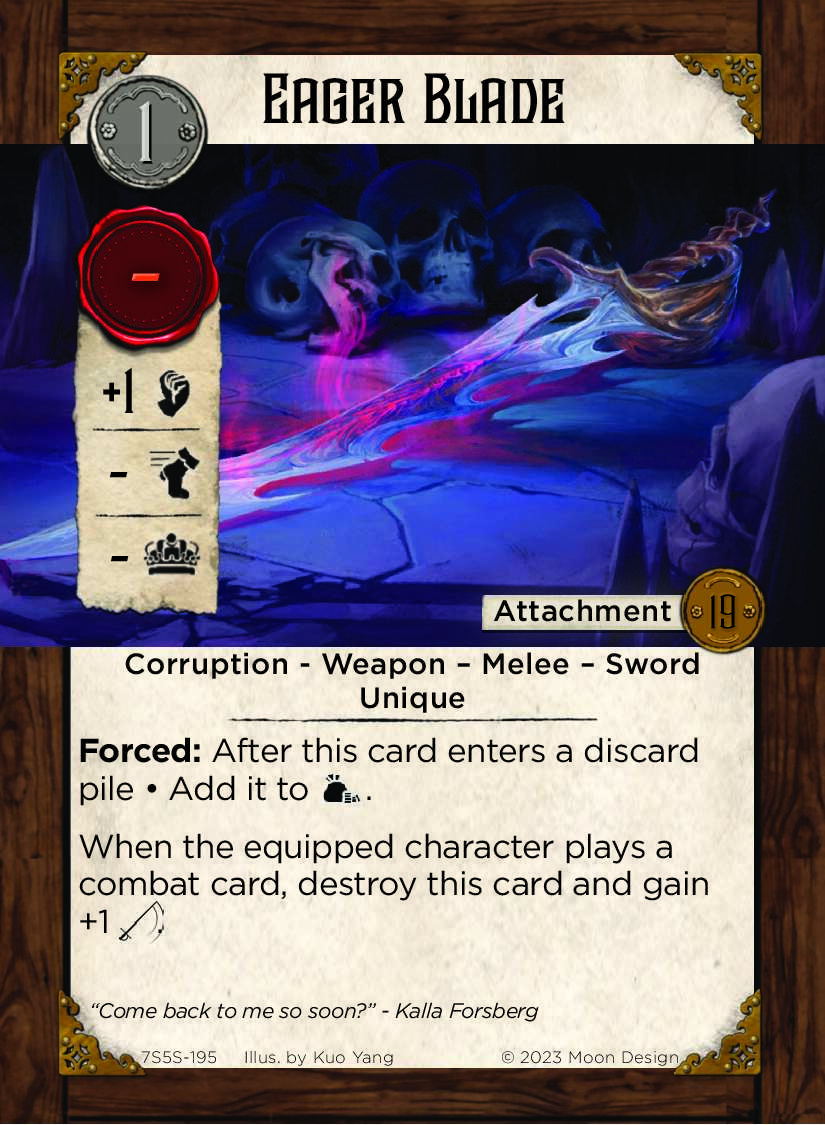 Eager Blade
1
-
+1
-
-
Attachment 19
Corruption - Weapon – Melee – Sword
Unique
Forced: After this card enters a discard
pile • Add it to .
When the equipped character plays a
combat card, destroy this card and gain
+1
“Come back to me so soon?” - Kalla Forsberg
7S5S-195 Illus. by Kuo Yang © 2023 Moon Design